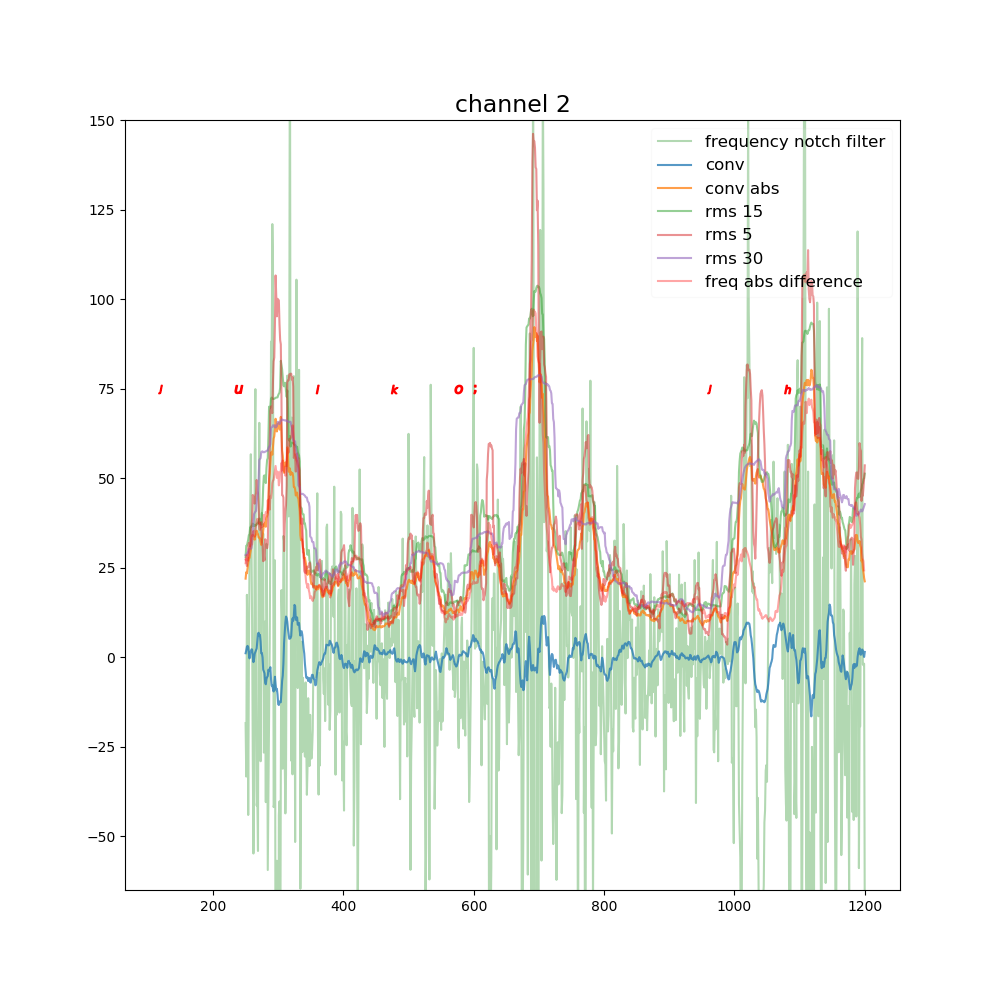 channel 2
150
125
100
75
50
25
0
−25
−50
frequency notch filter
conv
conv abs
rms 15
rms 5
rms 30
freq abs difference
J u l k o ; J h
200 400 600 800 1000 1200